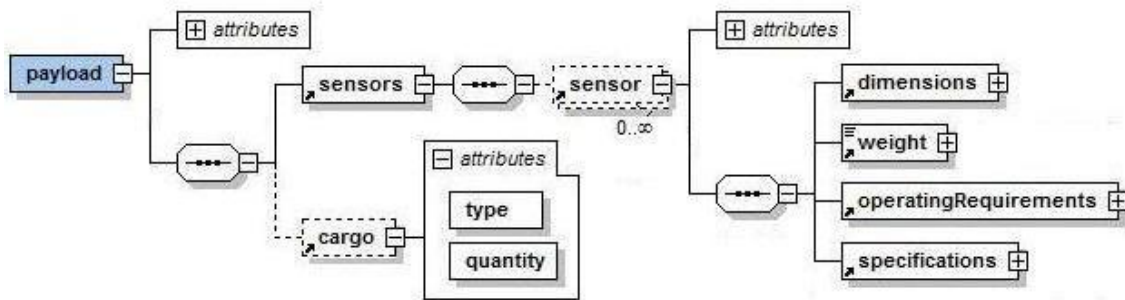 attributes
payload
sensors
sensor
0..∞
attributes
dimensions
weight
operatingRequirements
specifications
cargo
attributes
type
quantity